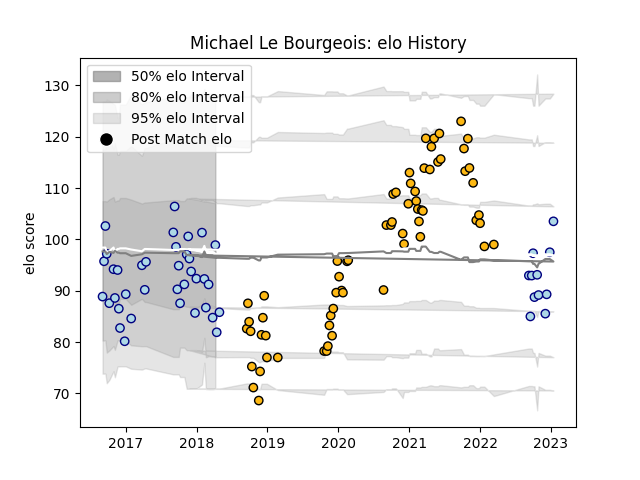 Michael Le Bourgeois: elo History
50% elo Interval
80% elo Interval
95% elo Interval
Post Match elo
elo score
130
120
110
100
90
80
70
2017 2018 2019 2020 2021 2022 2023